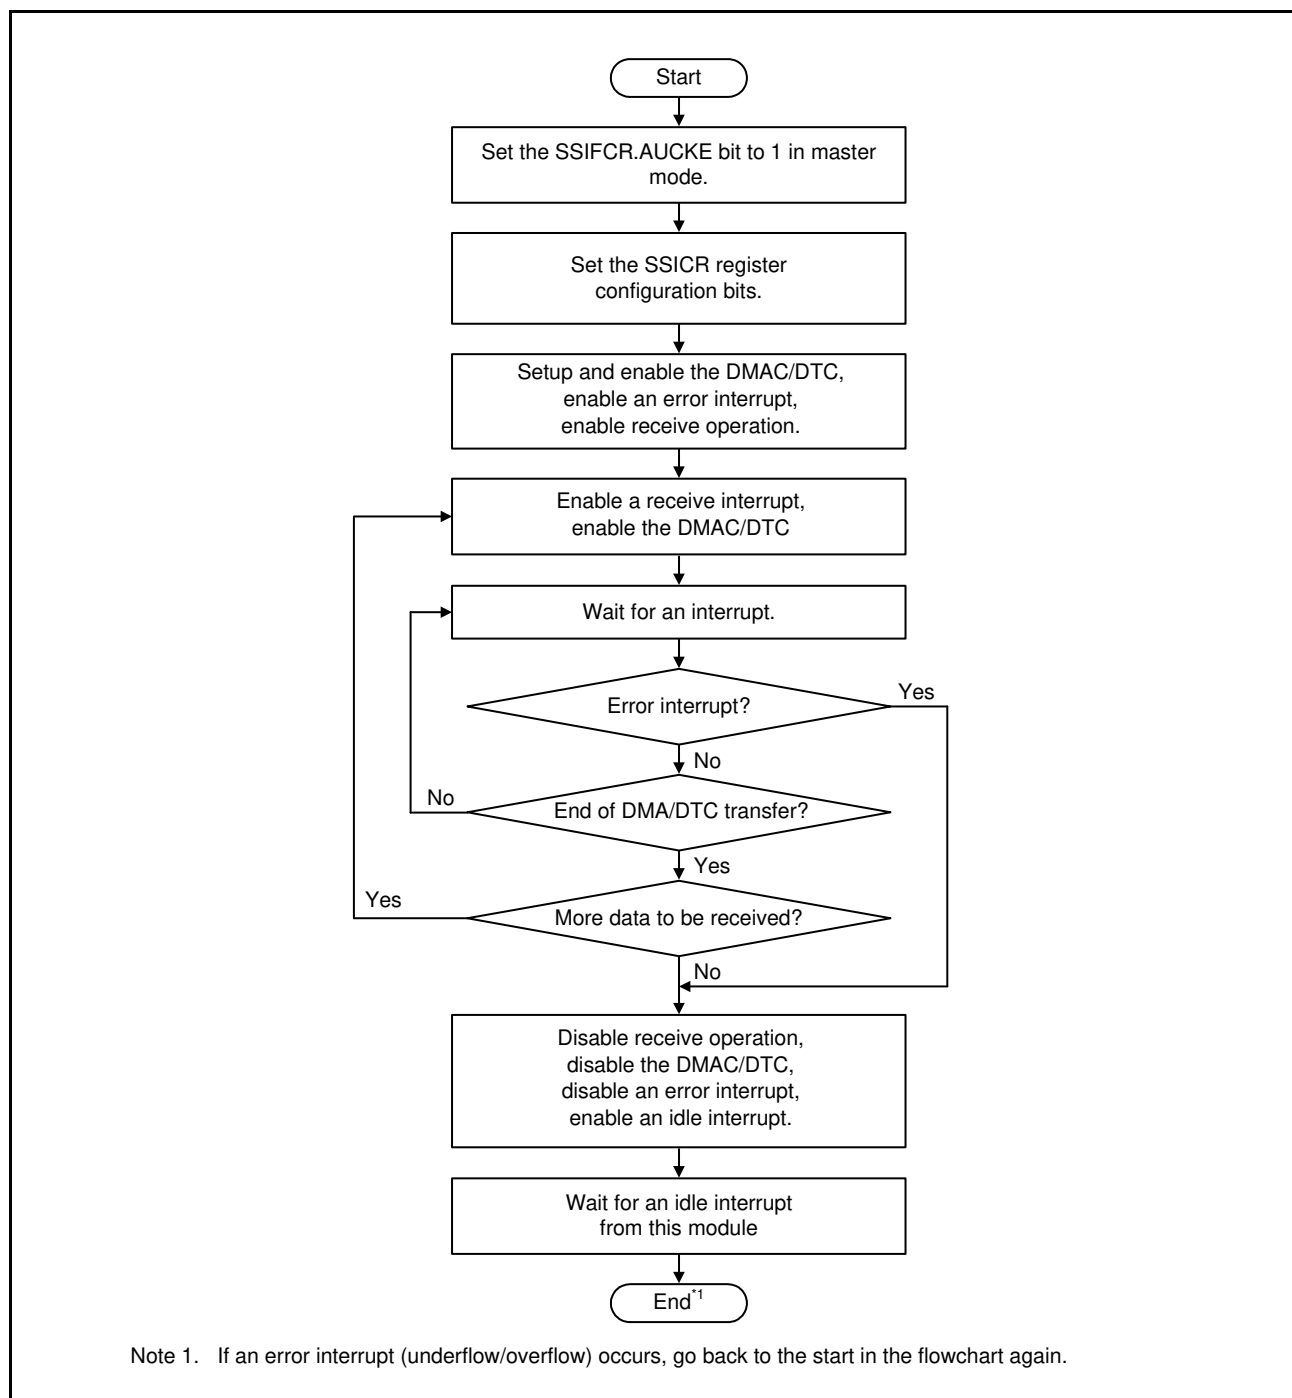 Start
Set the SSIFCR.AUCKE bit to 1 in master
mode.
Set the SSICR register
configuration bits.
Setup and enable the DMAC/DTC,
enable an error interrupt,
enable receive operation.
Enable a receive interrupt,
enable the DMAC/DTC
Wait for an interrupt.
Error interrupt?
Yes
No
End of DMA/DTC transfer?
No
Yes
More data to be received?
Yes
No
Disable receive operation,
disable the DMAC/DTC,
disable an error interrupt,
enable an idle interrupt.
Wait for an idle interrupt
from this module
End*1
Note 1. If an error interrupt (underflow/overflow) occurs, go back to the start in the flowchart again.